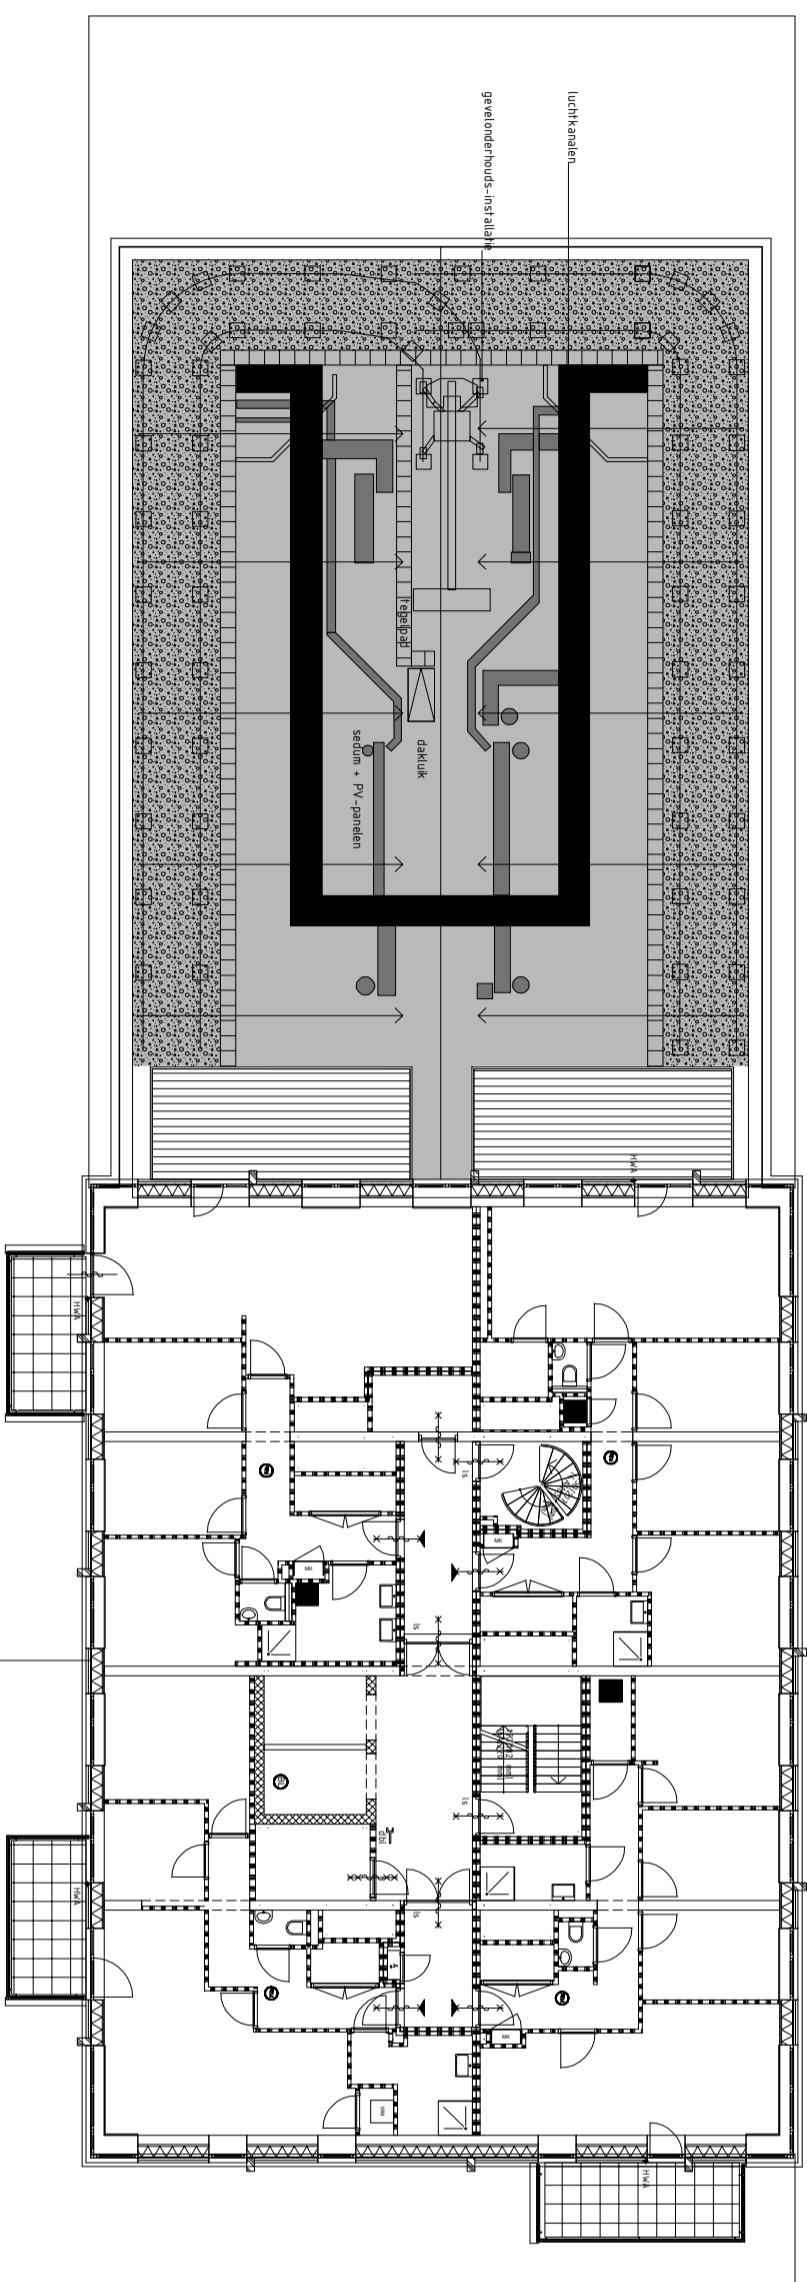 luchtkanalen
gevelonderhouds-installatie
tegelpad
dakluik
sedum + PV-panelen
HWA
HWA
ls
MK
MK
ls
ls
dbl
HWA
ls
MK
WM
HWA